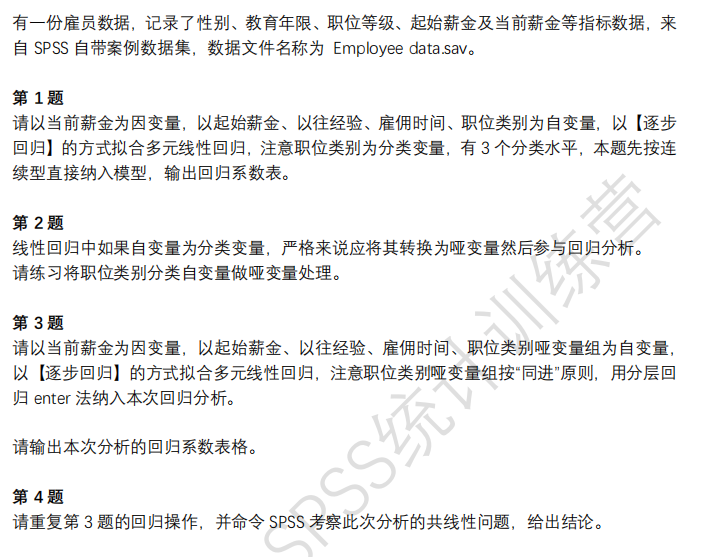 有一份雇员数据，记录了性别、教育年限、职位等级、起始薪金及当前薪金等指标数据，来
自 SPSS 自带案例数据集，数据文件名称为 Employee data.sav。
第 1 题
请以当前薪金为因变量，以起始薪金、以往经验、雇佣时间、职位类别为自变量，以【逐步
回归】的方式拟合多元线性回归，注意职位类别为分类变量，有 3 个分类水平，本题先按连
续型直接纳入模型，输出回归系数表。
第 2 题
线性回归中如果自变量为分类变量，严格来说应将其转换为哑变量然后参与回归分析。
请练习将职位类别分类自变量做哑变量处理。
第 3 题
请以当前薪金为因变量，以起始薪金、以往经验、雇佣时间、职位类别哑变量组为自变量，
以【逐步回归】的方式拟合多元线性回归，注意职位类别哑变量组按“同进”原则，用分层回
归 enter 法纳入本次回归分析。
请输出本次分析的回归系数表格。
第 4 题
请重复第 3 题的回归操作，并命令 SPSS 考察此次分析的共线性问题，给出结论。
SPSS统计训练营